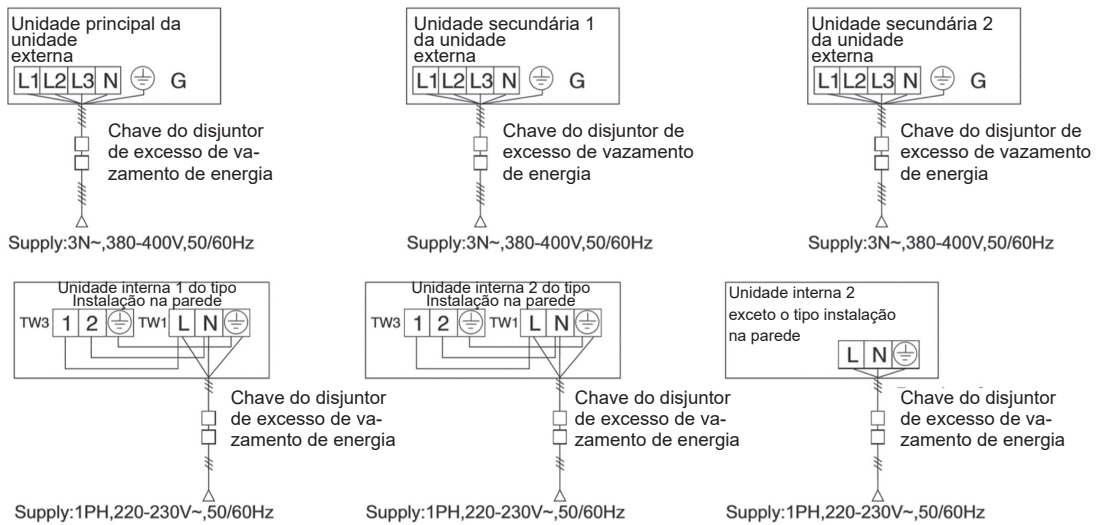 Unidade principal da
unidade
externa
L1 L2 L3 N G
Chave do disjuntor
de excesso de va-
zamento de energia
Supply:3N~,380-400V,50/60Hz
Unidade secundária 1
da unidade
externa
L1 L2 L3 N G
Chave do disjuntor de
excesso de vazamento
de energia
Supply:3N~,380-400V,50/60Hz
Unidade secundária 2
da unidade
externa
L1 L2 L3 N G
Chave do disjuntor de
excesso de vazamento
de energia
Supply:3N~,380-400V,50/60Hz
Unidade interna 1 do tipo
Instalação na parede
TW3 1 2 TW1 L N
Chave do disjuntor
de excesso de va-
zamento de energia
Supply:1PH,220-230V~,50/60Hz
Unidade interna 2 do tipo
Instalação na parede
TW3 1 2 TW1 L N
Chave do disjuntor
de excesso de va-
zamento de energia
Supply:1PH,220-230V~,50/60Hz
Unidade interna 2
exceto o tipo instalação
na parede
L N
Chave do disjuntor
de excesso de va-
zamento de energia
Supply:1PH,220-230V~,50/60Hz